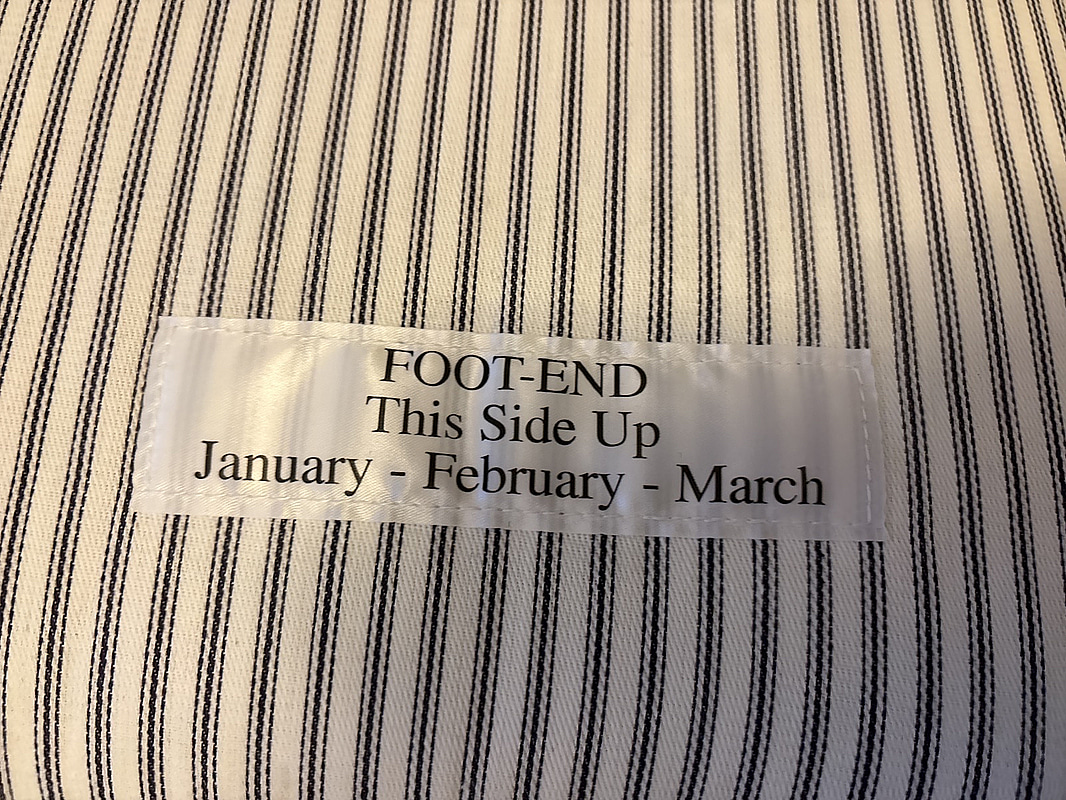 FOOT-END
This Side Up
January - February - March